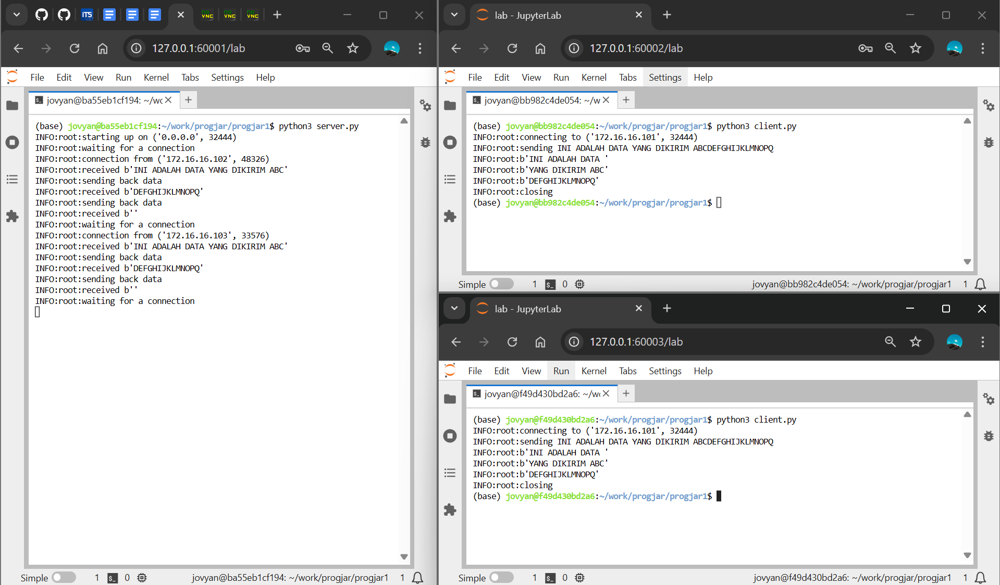 iTS
no VNC
no VNC
no VNC
127.0.0.1:60001/lab
File Edit View Run Kernel Tabs Settings Help
jovyan@ba55eb1cf194: ~/wo
(base) jovyan@ba55eb1cf194:~/work/progjar/progjar1$ python3 server.py
INFO:root:starting up on ('0.0.0.0', 32444)
INFO:root:waiting for a connection
INFO:root:connection from ('172.16.16.102', 48326)
INFO:root:received b'INI ADALAH DATA YANG DIKIRIM ABC'
INFO:root:sending back data
INFO:root:received b'DEFGHIJKLMNOPQ'
INFO:root:sending back data
INFO:root:received b''
INFO:root:waiting for a connection
INFO:root:connection from ('172.16.16.103', 33576)
INFO:root:received b'INI ADALAH DATA YANG DIKIRIM ABC'
INFO:root:sending back data
INFO:root:received b'DEFGHIJKLMNOPQ'
INFO:root:sending back data
INFO:root:received b''
INFO:root:waiting for a connection
Simple 1 $_ 0 jovyan@ba55eb1cf194: ~/work/progjar/progjar1 1
lab - JupyterLab
127.0.0.1:60002/lab
File Edit View Run Kernel Tabs Settings Help
jovyan@bb982c4de054: ~/w
(base) jovyan@bb982c4de054:~/work/progjar/progjar1$ python3 client.py
INFO:root:connecting to ('172.16.16.101', 32444)
INFO:root:sending INI ADALAH DATA YANG DIKIRIM ABCDEFGHIJKLMNOPQ
INFO:root:b'INI ADALAH DATA '
INFO:root:b'YANG DIKIRIM ABC'
INFO:root:b'DEFGHIJKLMNOPQ'
INFO:root:closing
(base) jovyan@bb982c4de054:~/work/progjar/progjar1$
Simple 1 $_ 0 jovyan@bb982c4de054: ~/work/progjar/progjar1 1
lab - JupyterLab
127.0.0.1:60003/lab
File Edit View Run Kernel Tabs Settings Help
jovyan@f49d430bd2a6: ~/wo
(base) jovyan@f49d430bd2a6:~/work/progjar/progjar1$ python3 client.py
INFO:root:connecting to ('172.16.16.101', 32444)
INFO:root:sending INI ADALAH DATA YANG DIKIRIM ABCDEFGHIJKLMNOPQ
INFO:root:b'INI ADALAH DATA '
INFO:root:b'YANG DIKIRIM ABC'
INFO:root:b'DEFGHIJKLMNOPQ'
INFO:root:closing
(base) jovyan@f49d430bd2a6:~/work/progjar/progjar1$
Simple 1 $_ 0 jovyan@f49d430bd2a6: ~/work/progjar/progjar1 1